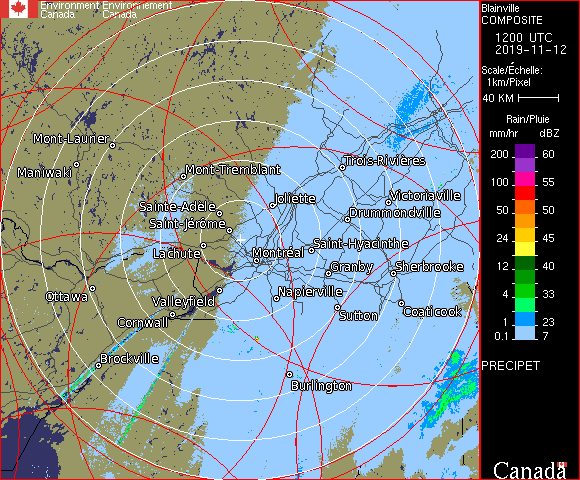 Environment Environnement
Canada Canada
Blainville
COMPOSITE
1200 UTC
2019-11-12
Scale/Échelle:
1km/Pixel
40 KM
Rain/Pluie
mm/hr dBZ
200 60
100 55
50 50
24 45
12 40
4 33
1 23
0.1 7
PRECIPET
Canada
Mont-Laurier
Maniwaki
Mont-Tremblant
Trois-Rivières
Sainte-Adele
Joliette
Victoriaville
Drummondville
Saint-Jérôme
Lachute
Montréal
Saint-Hyacinthe
Granby
Sherbrooke
Ottawa
Valleyfield
Napierville
Cornwall
Sutton
Coaticook
Brockville
Burlington